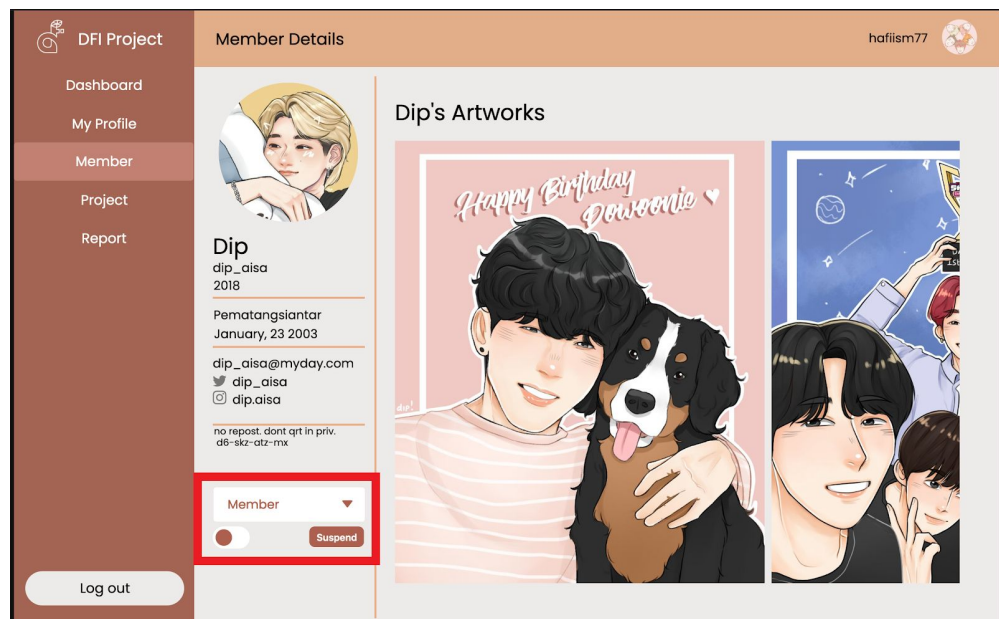 DFI Project
Member Details
hafiism77
Dashboard
My Profile
Member
Project
Report
Log out
Dip
dip_aisa
2018
Pematangsiantar
January, 23 2003
dip_aisa@myday.com
dip_aisa
dip.aisa
no repost. dont qrt in priv.
d6-skz-atz-mx
Member
Suspend
Dip's Artworks
Happy Birthday
Dowoonie
dip!